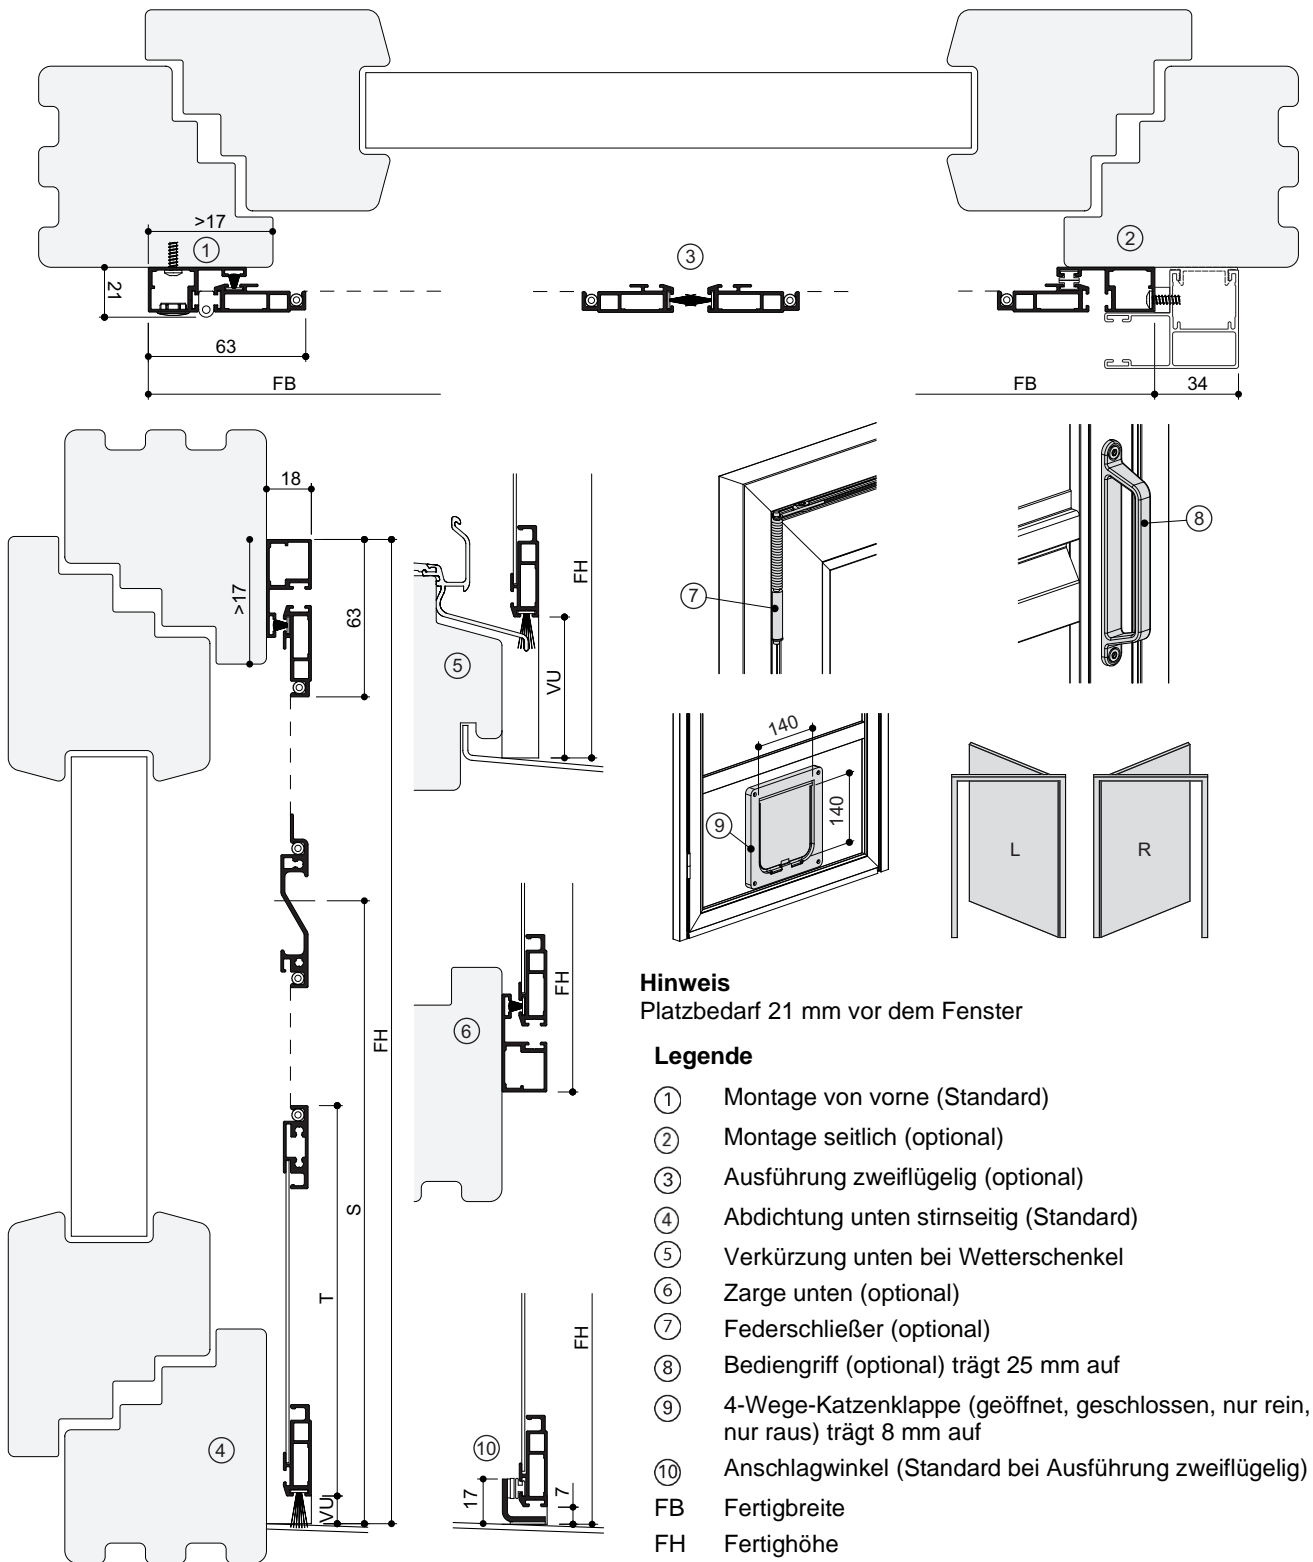 >17
1
21
63
FB
3
2
FB
34
18
>17
63
FH
S
T
VU
4
5
FH
VU
6
FH
10
17
7
FH
7
8
9
140
140
L
R
Hinweis
Platzbedarf 21 mm vor dem Fenster
Legende
1 Montage von vorne (Standard)
2 Montage seitlich (optional)
3 Ausführung zweiflügelig (optional)
4 Abdichtung unten stirnseitig (Standard)
5 Verkürzung unten bei Wetterschenkel
6 Zarge unten (optional)
7 Federschließer (optional)
8 Bediengriff (optional) trägt 25 mm auf
9 4-Wege-Katzenklappe (geöffnet, geschlossen, nur rein,
nur raus) trägt 8 mm auf
10 Anschlagwinkel (Standard bei Ausführung zweiflügelig)
FB Fertigbreite
FH Fertighöhe